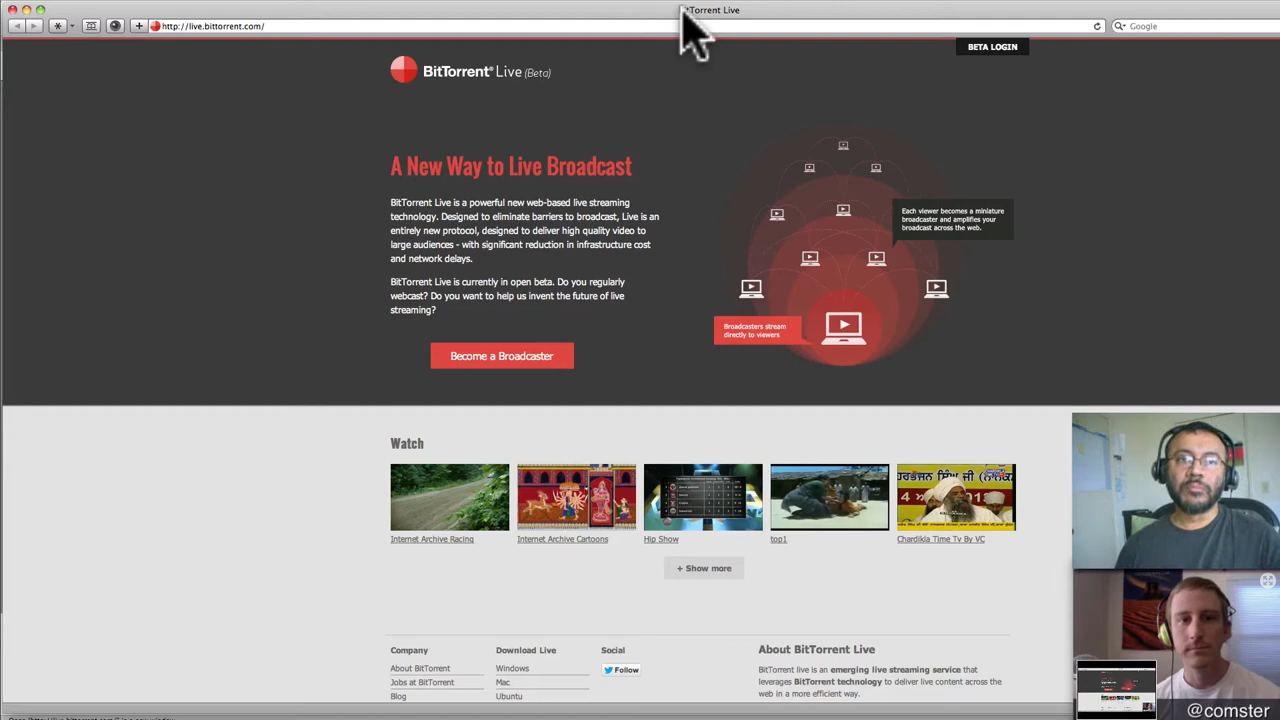 BitTorrent Live
http://live.bittorrent.com/
Google
BETA LOGIN
BitTorrent® Live (Beta)
A New Way to Live Broadcast
BitTorrent Live is a powerful new web-based live streaming
technology. Designed to eliminate barriers to broadcast, Live is an
entirely new protocol, designed to deliver high quality video to
large audiences - with significant reduction in infrastructure cost
and network delays.
BitTorrent Live is currently in open beta. Do you regularly
webcast? Do you want to help us invent the future of live
streaming?
Become a Broadcaster
Each viewer becomes a miniature
broadcaster and amplifies your
broadcast across the web.
Broadcasters stream
directly to viewers
Watch
Internet Archive Racing
Internet Archive Cartoons
Hip Show
top1
Chardikla Time Tv By VC
+ Show more
Company
About BitTorrent
Jobs at BitTorrent
Blog
Download Live
Windows
Mac
Ubuntu
Social
Follow
About BitTorrent Live
BitTorrent live is an emerging live streaming service that
leverages BitTorrent technology to deliver live content across the
web in a more efficient way.
@comster